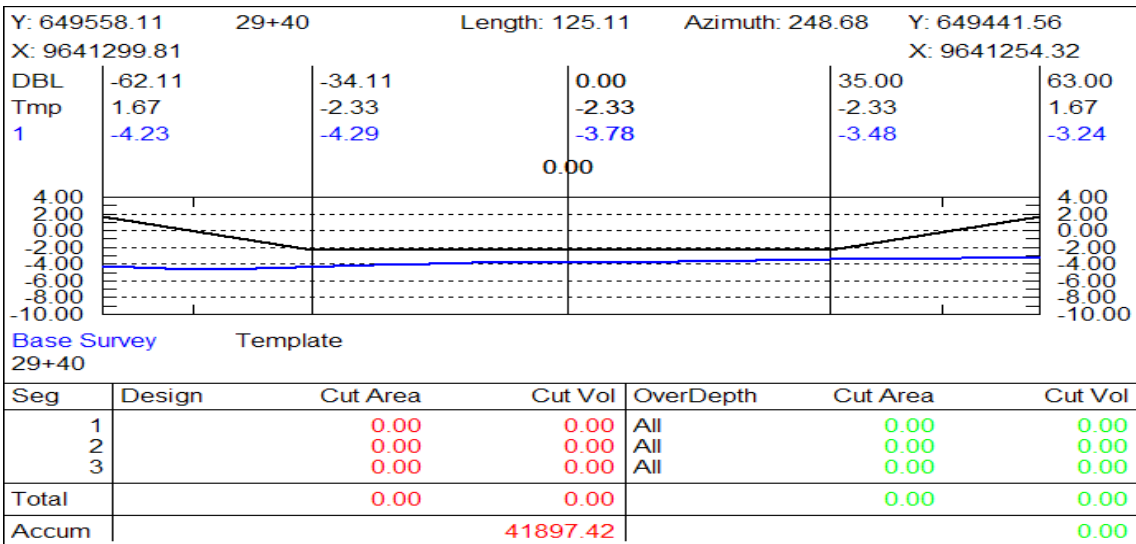 Y: 649558.11 29+40 Length: 125.11 Azimuth: 248.68 Y: 649441.56
X: 9641299.81 X: 9641254.32
DBL -62.11 -34.11 0.00 35.00 63.00
Tmp 1.67 -2.33 -2.33 -2.33 1.67
1 -4.23 -4.29 -3.78 -3.48 -3.24
0.00
4.00 4.00
2.00 2.00
0.00 0.00
-2.00 -2.00
-4.00 -4.00
-6.00 -6.00
-8.00 -8.00
-10.00 -10.00
Base Survey Template
29+40
Seg Design Cut Area Cut Vol OverDepth Cut Area Cut Vol
1 0.00 0.00 All 0.00 0.00
2 0.00 0.00 All 0.00 0.00
3 0.00 0.00 All 0.00 0.00
Total 0.00 0.00 0.00 0.00
Accum 41897.42 0.00